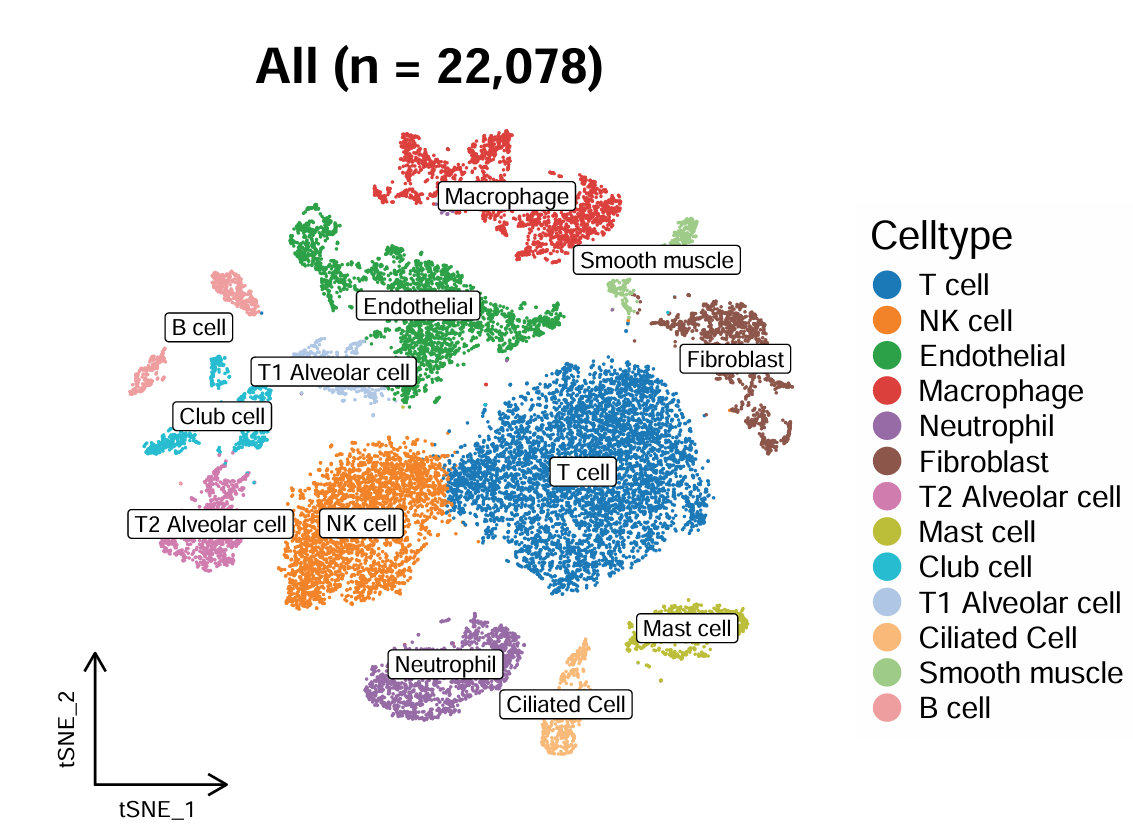 All (n = 22,078)
Macrophage
Smooth muscle
Endothelial
B cell
Fibroblast
T1 Alveolar cell
Club cell
T cell
T2 Alveolar cell
NK cell
Mast cell
Neutrophil
Ciliated Cell
tSNE_2
tSNE_1
Celltype
T cell
NK cell
Endothelial
Macrophage
Neutrophil
Fibroblast
T2 Alveolar cell
Mast cell
Club cell
T1 Alveolar cell
Ciliated Cell
Smooth muscle
B cell